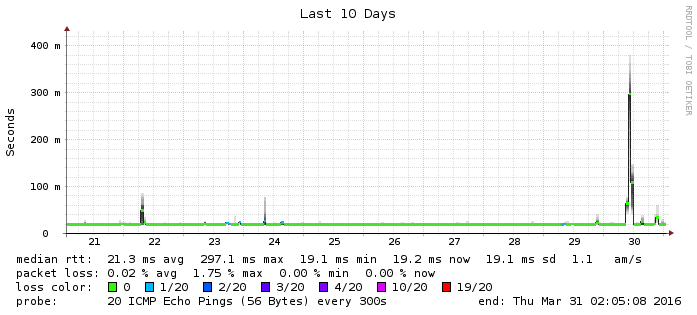 Last 10 Days
RRDTOOL / TOBI OETIKER
Seconds
400 m
300 m
200 m
100 m
0
21 22 23 24 25 26 27 28 29 30
median rtt: 21.3 ms avg 297.1 ms max 19.1 ms min 19.2 ms now 19.1 ms sd 1.1 am/s
packet loss: 0.02 % avg 1.75 % max 0.00 % min 0.00 % now
loss color: 0 1/20 2/20 3/20 4/20 10/20 19/20
probe: 20 ICMP Echo Pings (56 Bytes) every 300s end: Thu Mar 31 02:05:08 2016